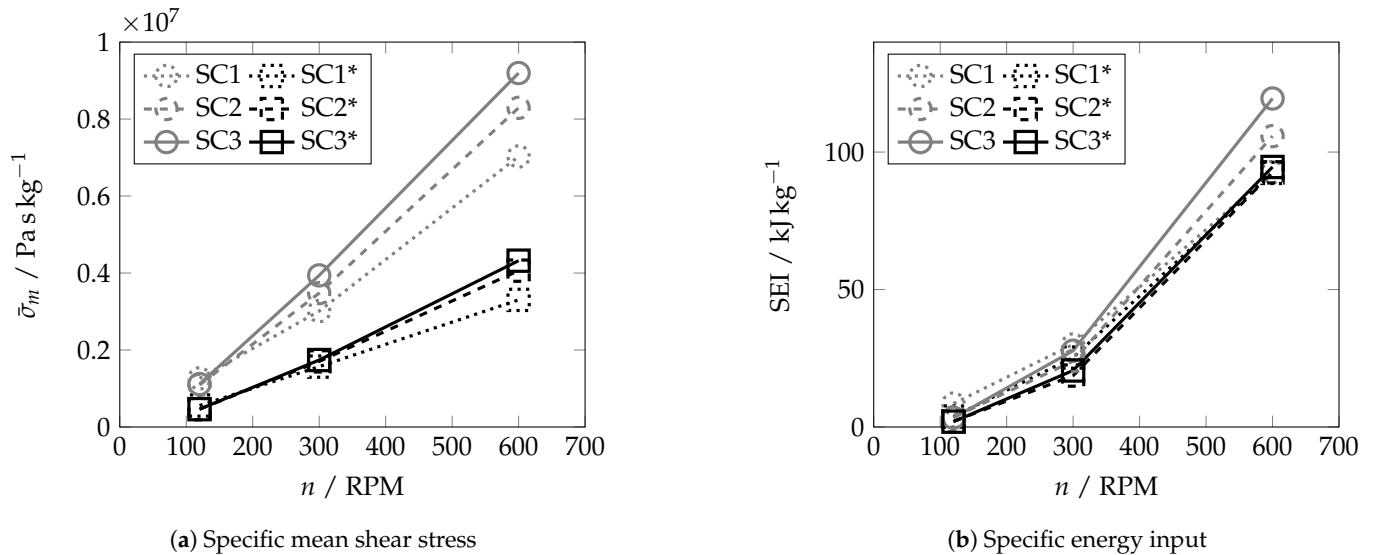 ×10⁷
1
0.8
0.6
0.4
0.2
0
σ̄ₘ / Pa s kg⁻¹
SC1 SC1*
SC2 SC2*
SC3 SC3*
0 100 200 300 400 500 600 700
n / RPM
(a) Specific mean shear stress
100
50
0
SEI / kJ kg⁻¹
SC1 SC1*
SC2 SC2*
SC3 SC3*
0 100 200 300 400 500 600 700
n / RPM
(b) Specific energy input